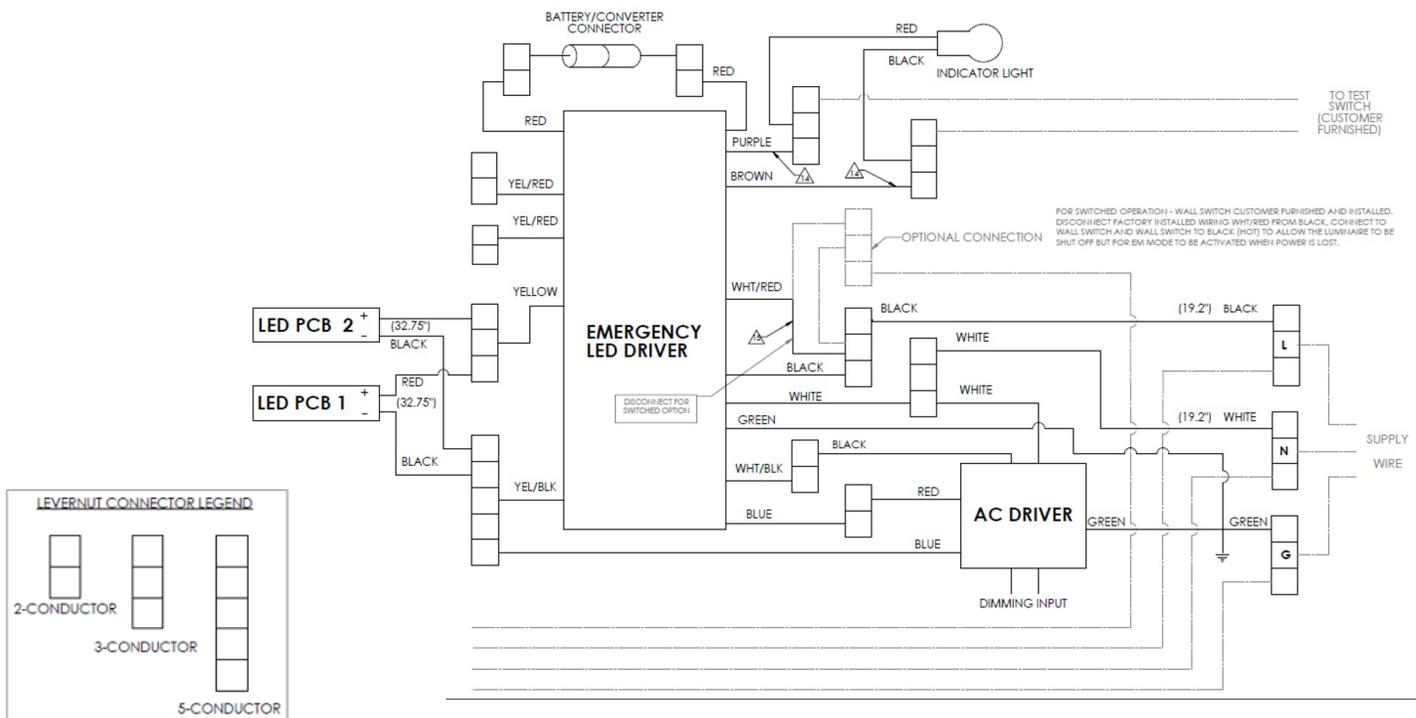 BATTERY/CONVERTER
CONNECTOR
RED
BLACK
INDICATOR LIGHT
RED
RED
TO TEST
SWITCH
(CUSTOMER
FURNISHED)
PURPLE
14
14
BROWN
YEL/RED
YEL/RED
FOR SWITCHED OPERATION - WALL SWITCH CUSTOMER FURNISHED AND INSTALLED.
DISCONNECT FACTORY INSTALLED WIRING WHT/RED FROM BLACK, CONNECT TO
WALL SWITCH AND WALL SWITCH TO BLACK (HOT) TO ALLOW THE LUMINAIRE TO BE
SHUT OFF BUT FOR EM MODE TO BE ACTIVATED WHEN POWER IS LOST.
OPTIONAL CONNECTION
YELLOW
WHT/RED
BLACK
(19.2") BLACK
LED PCB 2 + -
(32.75")
BLACK
EMERGENCY
LED DRIVER
WHITE
L
RED
LED PCB 1 + -
(32.75")
BLACK
WHITE
WHITE
DISCONNECT FOR
SWITCHED OPTION
GREEN
(19.2") WHITE
SUPPLY
WIRE
BLACK
N
BLACK
WHT/BLK
YEL/BLK
RED
BLUE
AC DRIVER
GREEN
GREEN
BLUE
G
DIMMING INPUT
LEVERNUT CONNECTOR LEGEND
2-CONDUCTOR
3-CONDUCTOR
5-CONDUCTOR